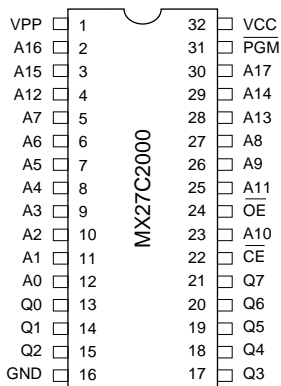 VPP 1 32 VCC
A16 2 31 P̅G̅M̅
A15 3 30 A17
A12 4 29 A14
A7 5 28 A13
A6 6 27 A8
A5 7 26 A9
A4 8 25 A11
A3 9 24 O̅E̅
A2 10 23 A10
A1 11 22 C̅E̅
A0 12 21 Q7
Q0 13 20 Q6
Q1 14 19 Q5
Q2 15 18 Q4
GND 16 17 Q3
MX27C2000